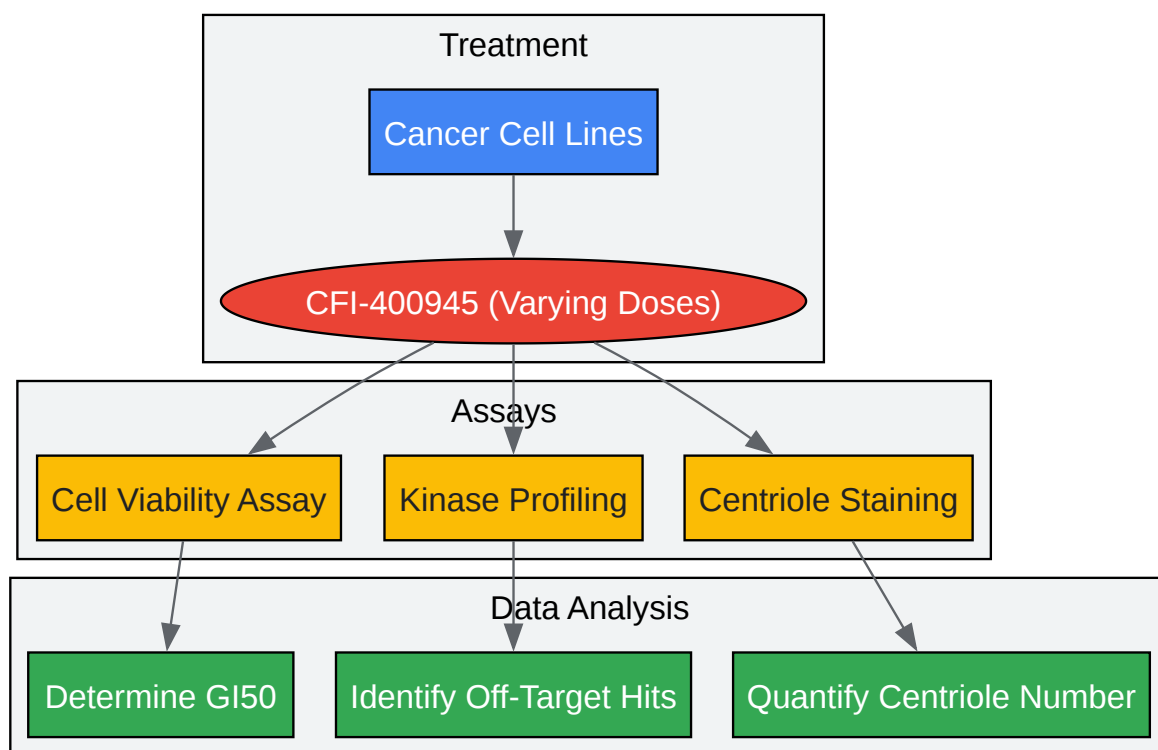 Treatment
Cancer Cell Lines
CFI-400945 (Varying Doses)
Assays
Cell Viability Assay
Kinase Profiling
Centriole Staining
Data Analysis
Determine GI50
Identify Off-Target Hits
Quantify Centriole Number